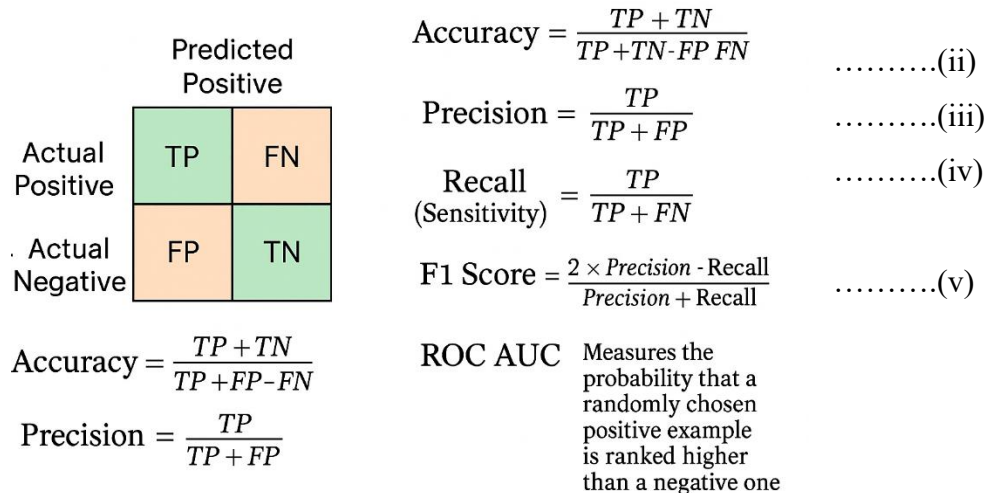 Predicted
Positive
Actual
Positive
TP FN
. Actual
Negative
FP TN
Accuracy = TP + TN / TP + FP - FN
Precision = TP / TP + FP
Accuracy = TP + TN / TP + TN - FP FN ..........(ii)
Precision = TP / TP + FP ..........(iii)
Recall
(Sensitivity) = TP / TP + FN ..........(iv)
F1 Score = 2 × Precision - Recall / Precision + Recall ..........(v)
ROC AUC
Measures the
probability that a
randomly chosen
positive example
is ranked higher
than a negative one